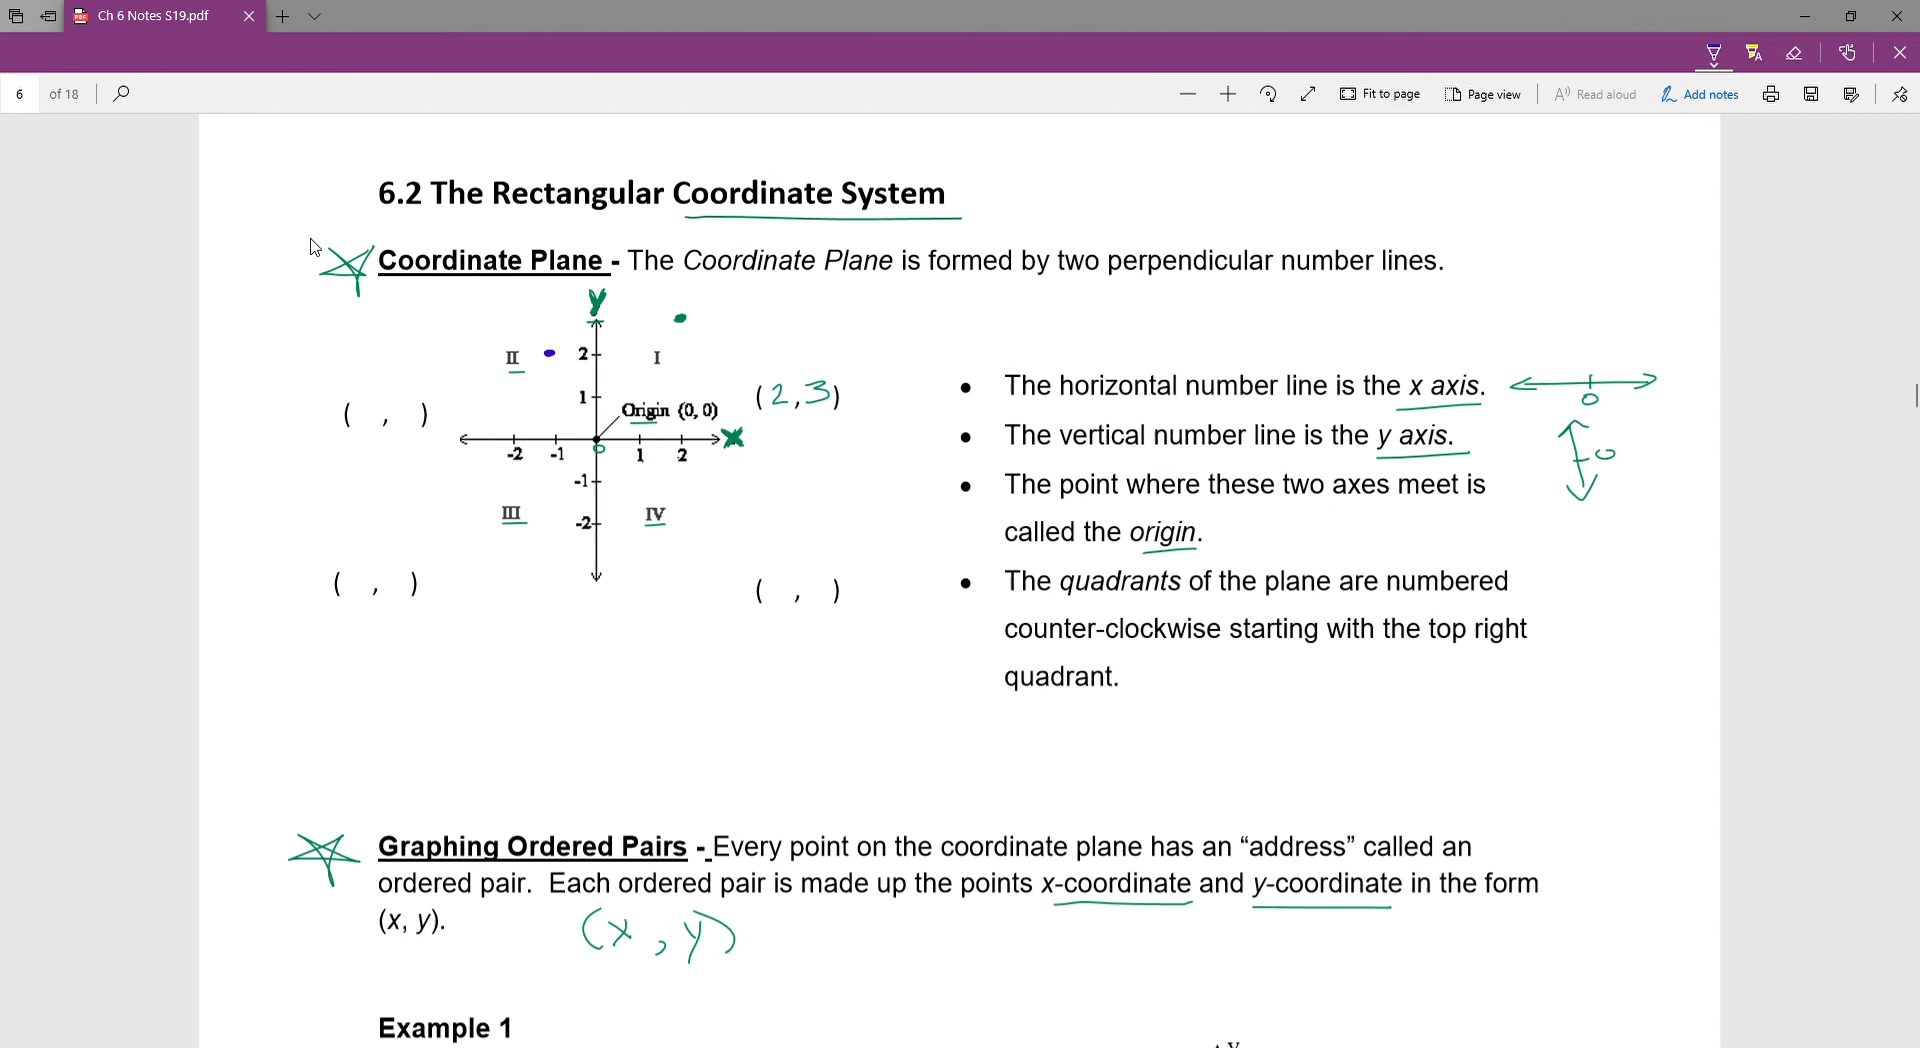 Ch 6 Notes S19.pdf
6 of 18
Fit to page
Page view
Read aloud
Add notes
6.2 The Rectangular Coordinate System
Coordinate Plane - The Coordinate Plane is formed by two perpendicular number lines.
y
II 2 I
1
Origin (0, 0)
( , )
(2,3)
x
-2 -1 0 1 2
-1
III -2 IV
( , )
( , )
• The horizontal number line is the x axis.
0
• The vertical number line is the y axis.
0
• The point where these two axes meet is
called the origin.
• The quadrants of the plane are numbered
counter-clockwise starting with the top right
quadrant.
Graphing Ordered Pairs - Every point on the coordinate plane has an “address” called an
ordered pair. Each ordered pair is made up the points x-coordinate and y-coordinate in the form
(x, y).
(x , y)
Example 1